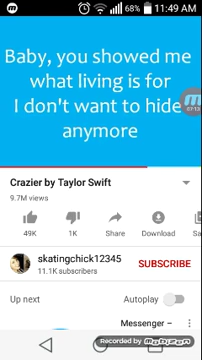 68% 11:49 AM
Baby, you showed me
what living is for
I don't want to hide
anymore
Crazier by Taylor Swift
9.7M views
49K 1K Share Download Sa
skatingchick12345
11.1K subscribers
SUBSCRIBE
Up next Autoplay
Messenger –
Recorded by